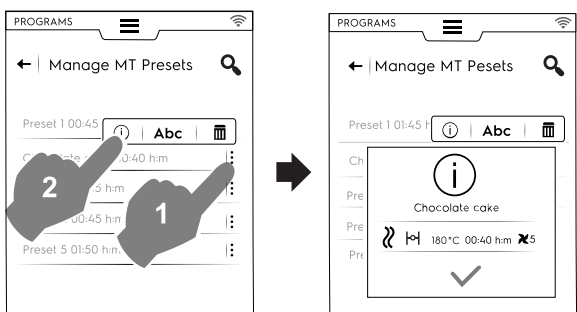 PROGRAMS
Manage MT Presets
Preset 1 00:45
i Abc
0:40 h:m
2
5 h:m
1
00:45 h:m
Preset 5 01:50 h:m
PROGRAMS
Manage MT Pesets
Preset 1 01:45 h
i Abc
Ch
i
Pre
Chocolate cake
Pre
180°C 00:40 h:m 5
Pre